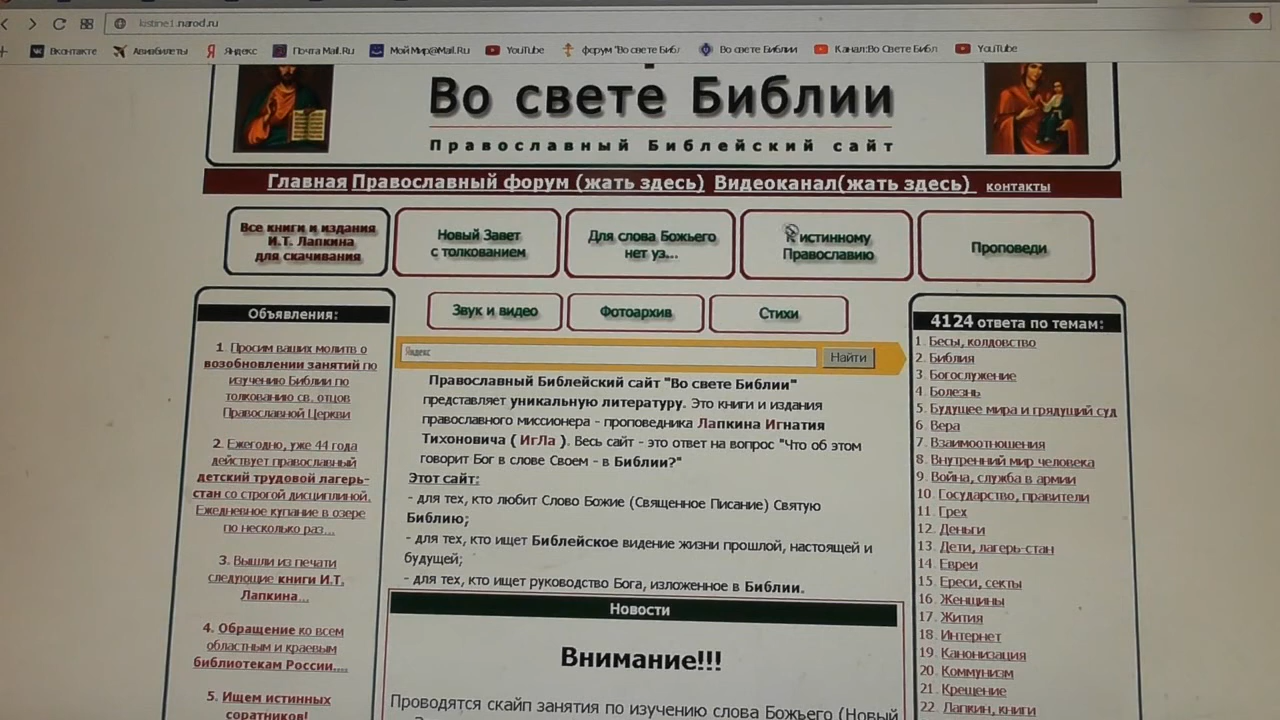 kistine1.narod.ru
Вконтакте
Авиабилеты
Яндекс
Почта Mail.Ru
МойМир@Mail.Ru
YouTube
форум "Во свете Библ
Во свете Библии
Канал:Во Свете Библ
YouTube
Во свете Библии
Православный Библейский сайт
Главная Православный форум (жать здесь) Видеоканал(жать здесь) контакты
Все книги и издания
И.Т. Лапкина
для скачивания
Новый Завет
с толкованием
Для слова Божьего
нет уз...
К истинному
Православию
Проповеди
Звук и видео
Фотоархив
Стихи
Объявления:
1. Просим ваших молитв о
возобновлении занятий по
изучению Библии по
толкованию св. отцов
Православной Церкви
2. Ежегодно, уже 44 года
действует православный
детский трудовой лагерь-
стан со строгой дисциплиной.
Ежедневное купание в озере
по несколько раз...
3. Вышли из печати
следующие книги И.Т.
Лапкина...
4. Обращение ко всем
областным и краевым
библиотекам России....
5. Ищем истинных
соратников!
Яндекс
Найти
Православный Библейский сайт "Во свете Библии"
представляет уникальную литературу. Это книги и издания
православного миссионера - проповедника Лапкина Игнатия
Тихоновича ( ИгЛа ). Весь сайт - это ответ на вопрос "Что об этом
говорит Бог в слове Своем - в Библии?"
Этот сайт:
- для тех, кто любит Слово Божие (Священное Писание) Святую
Библию;
- для тех, кто ищет Библейское видение жизни прошлой, настоящей и
будущей;
- для тех, кто ищет руководство Бога, изложенное в Библии.
Новости
Внимание!!!
Проводятся скайп занятия по изучению слова Божьего (Новый
4124 ответа по темам:
1. Бесы, колдовство
2. Библия
3. Богослужение
4. Болезнь
5. Будущее мира и грядущий суд
6. Вера
7. Взаимоотношения
8. Внутренний мир человека
9. Война, служба в армии
10. Государство, правители
11. Грех
12. Деньги
13. Дети, лагерь-стан
14. Евреи
15. Ереси, секты
16. Женщины
17. Жития
18. Интернет
19. Канонизация
20. Коммунизм
21. Крещение
22. Лапкин, книги